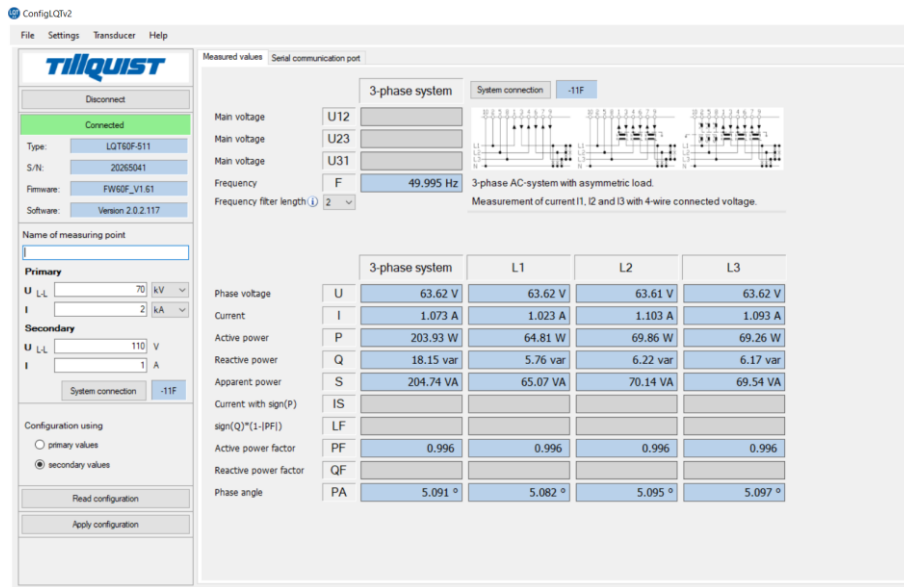 ConfigLQTv2
File Settings Transducer Help
TILLQUIST
Disconnect
Connected
Type: LQT60F-511
S/N: 20265041
Firmware: FW60F_V1.61
Software: Version 2.0.2.117
Name of measuring point
Primary
U L-L 70 kV
I 2 kA
Secondary
U L-L 110 V
I 1 A
System connection -11F
Configuration using
primary values
secondary values
Read configuration
Apply configuration
Measured values Serial communication port
3-phase system System connection -11F
Main voltage U12
Main voltage U23
Main voltage U31
Frequency F 49.995 Hz
Frequency filter length i 2
3-phase AC-system with asymmetric load.
Measurement of current I1, I2 and I3 with 4-wire connected voltage.
3-phase system L1 L2 L3
Phase voltage U 63.62 V 63.62 V 63.61 V 63.62 V
Current I 1.073 A 1.023 A 1.103 A 1.093 A
Active power P 203.93 W 64.81 W 69.86 W 69.26 W
Reactive power Q 18.15 var 5.76 var 6.22 var 6.17 var
Apparent power S 204.74 VA 65.07 VA 70.14 VA 69.54 VA
Current with sign(P) IS
sign(Q)*(1-|PF|) LF
Active power factor PF 0.996 0.996 0.996 0.996
Reactive power factor QF
Phase angle PA 5.091 º 5.082 º 5.095 º 5.097 º